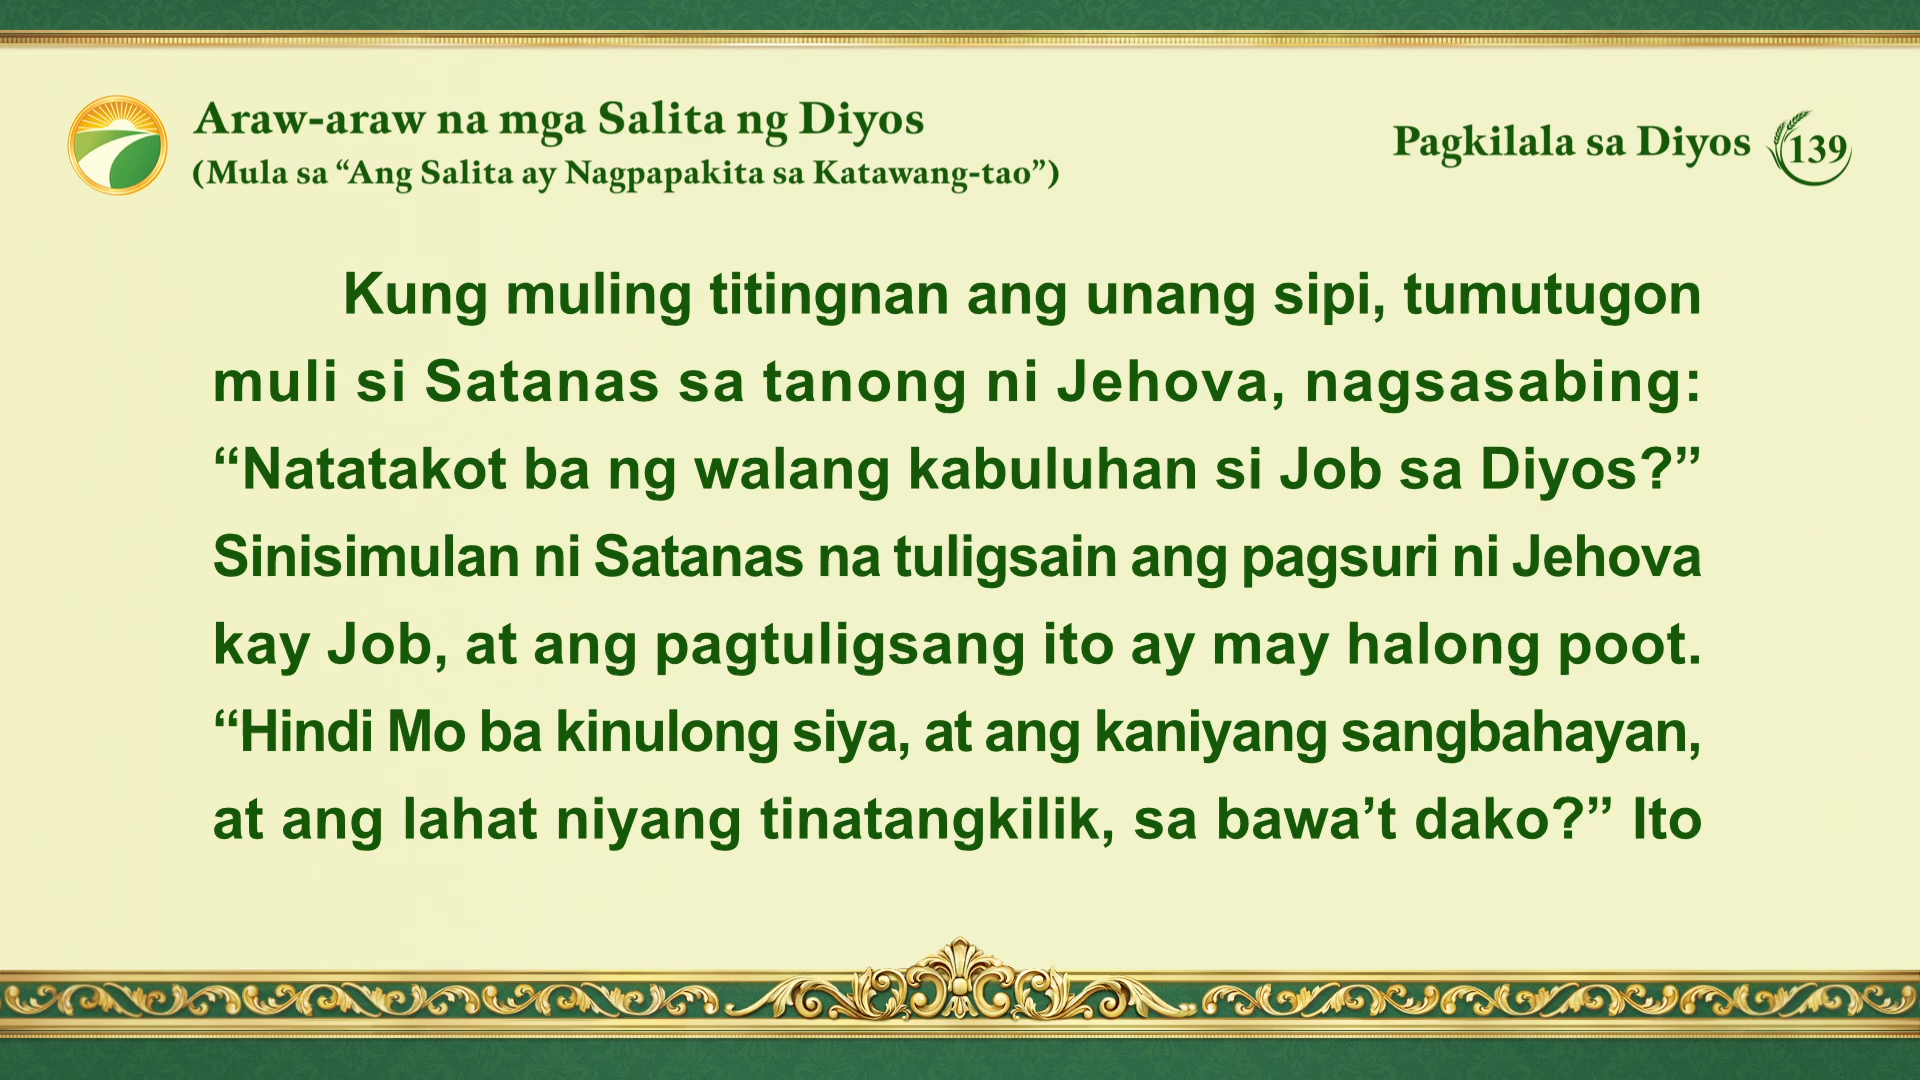 Araw-araw na mga Salita ng Diyos
(Mula sa “Ang Salita ay Nagpapakita sa Katawang-tao”)
Pagkilala sa Diyos 139
Kung muling titingnan ang unang sipi, tumutugon
muli si Satanas sa tanong ni Jehova, nagsasabing:
“Natatakot ba ng walang kabuluhan si Job sa Diyos?”
Sinisimulan ni Satanas na tuligsain ang pagsuri ni Jehova
kay Job, at ang pagtuligsang ito ay may halong poot.
“Hindi Mo ba kinulong siya, at ang kaniyang sangbahayan,
at ang lahat niyang tinatangkilik, sa bawa’t dako?” Ito